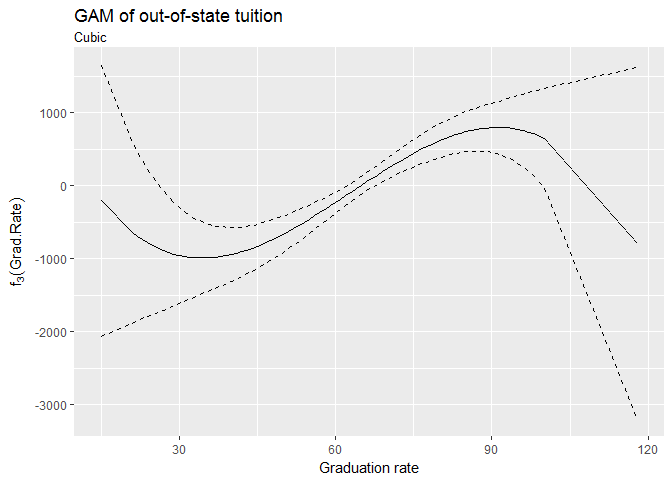 GAM of out-of-state tuition
Cubic
1000
0
-1000
-2000
-3000
f₃(Grad.Rate)
30 60 90 120
Graduation rate